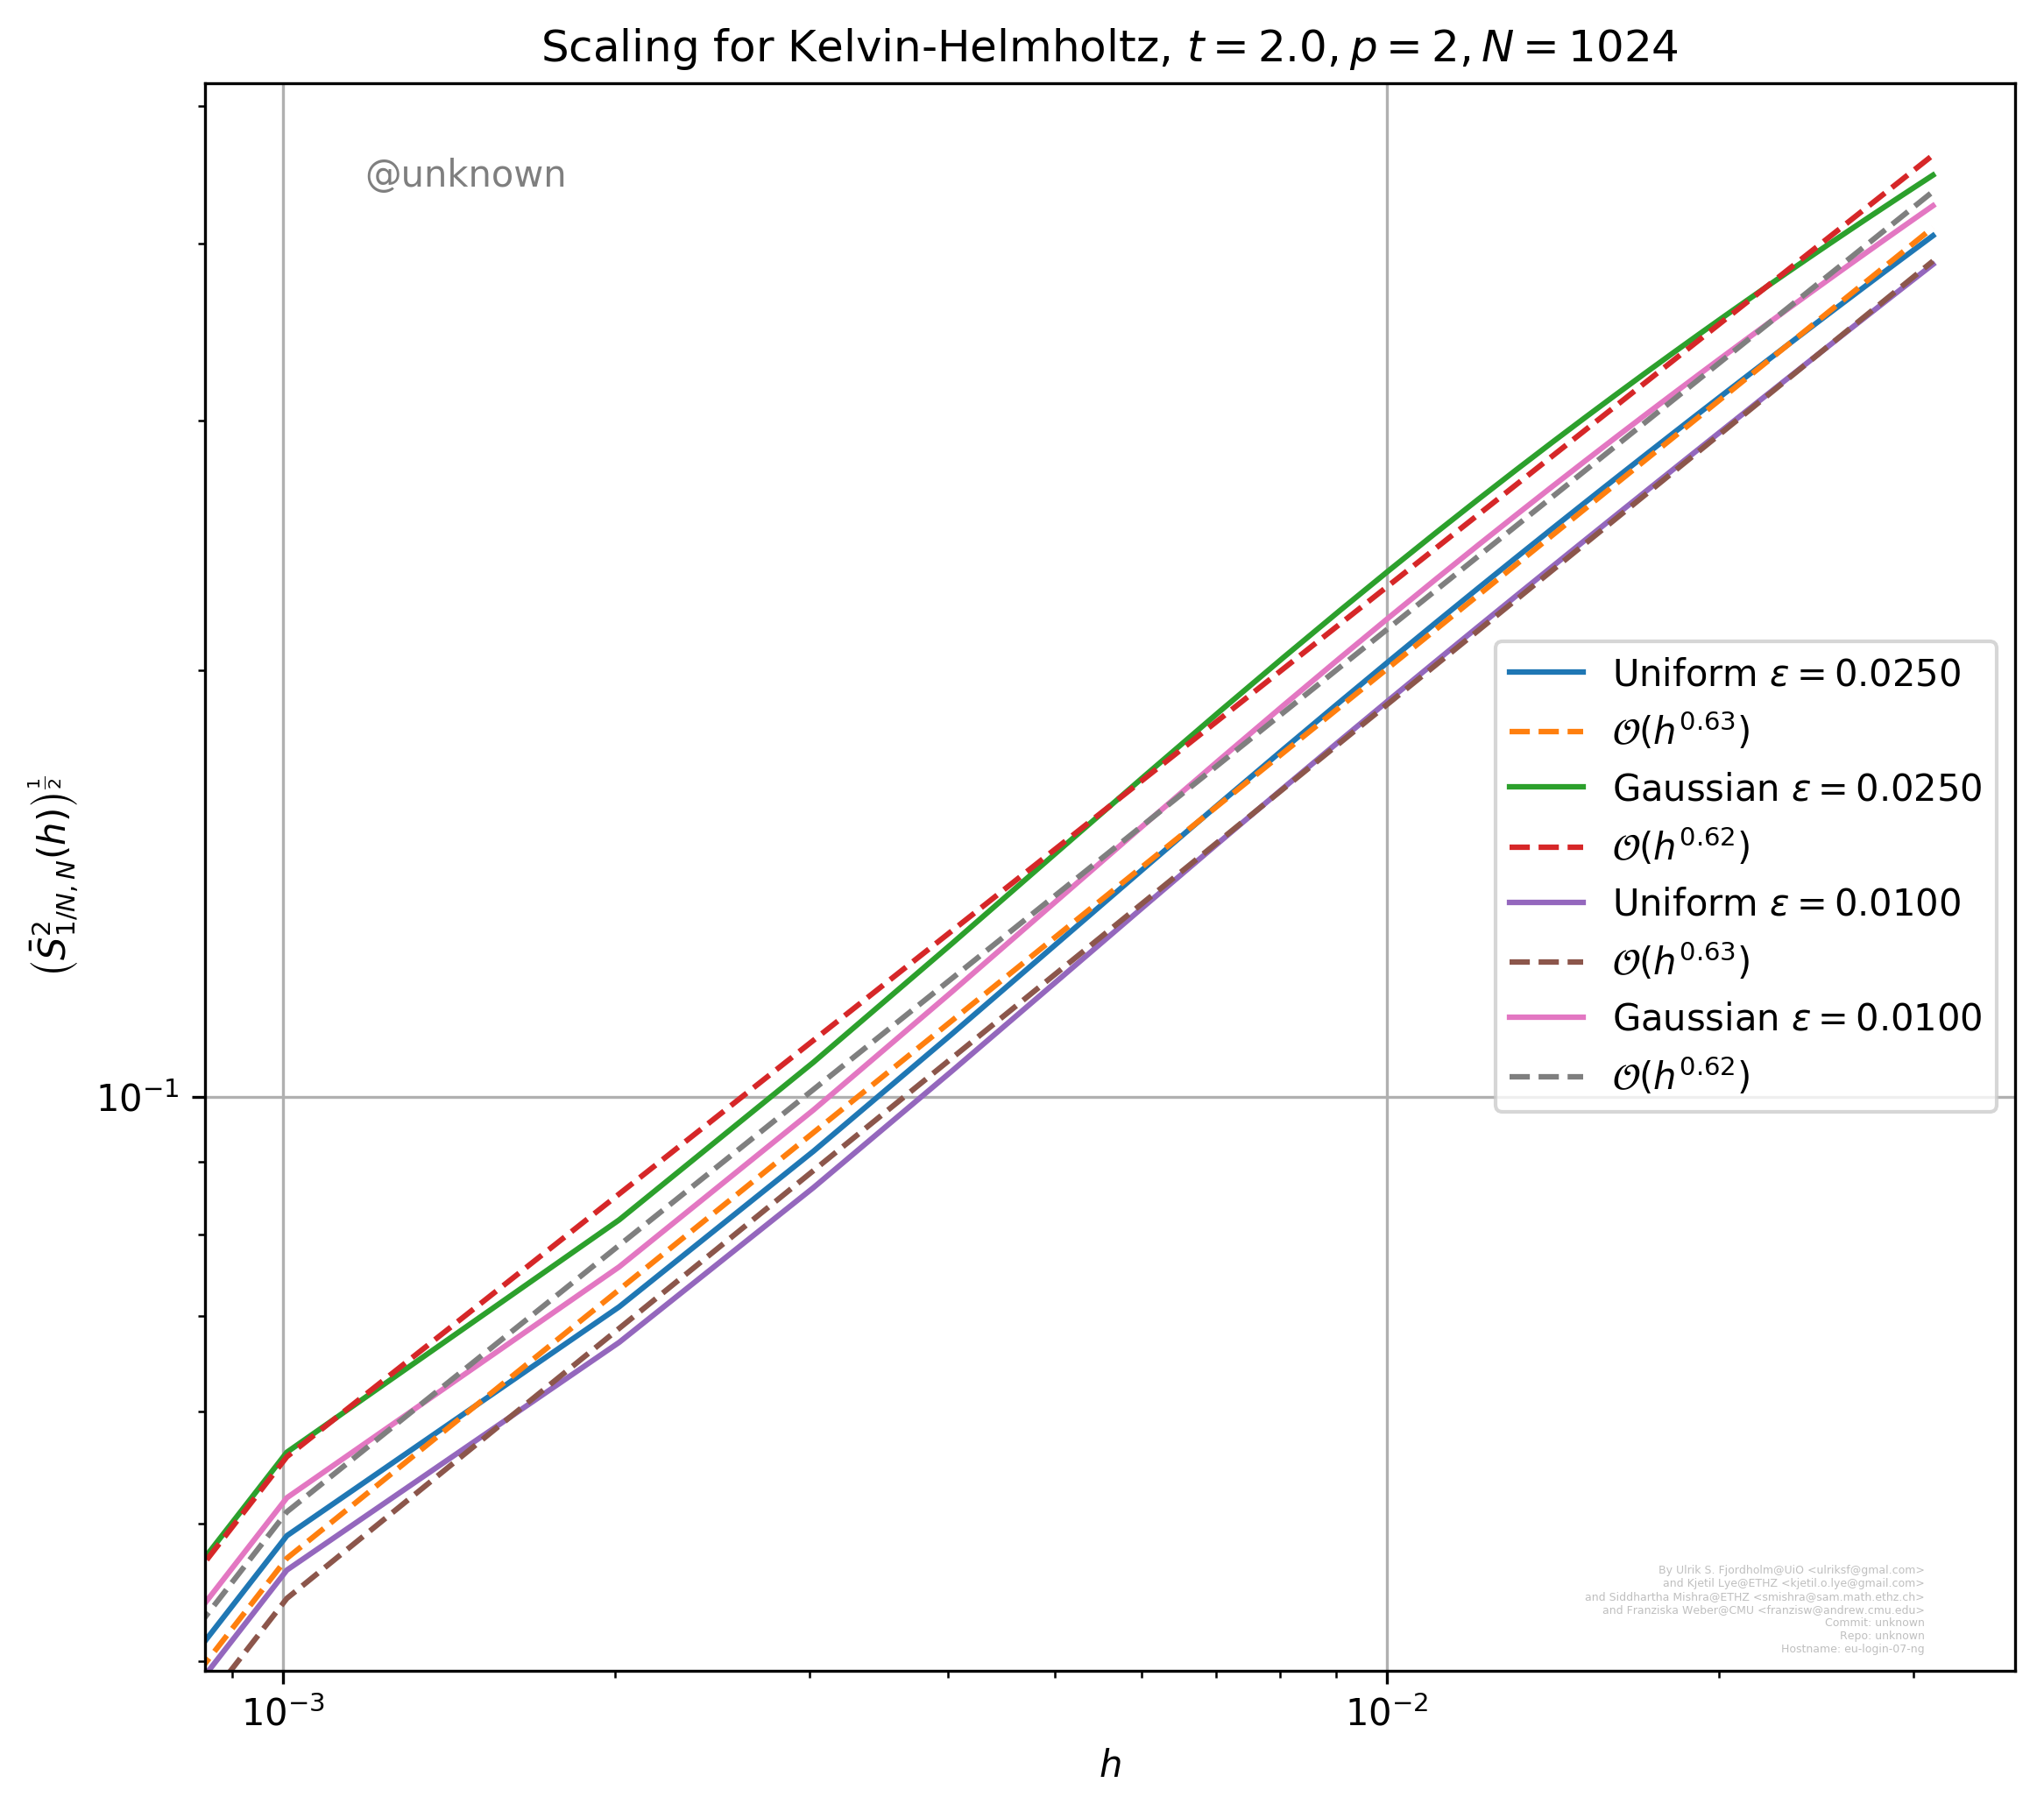 Scaling for Kelvin-Helmholtz, t = 2.0, p = 2, N = 1024
@unknown
(S̄²₁/N,N(h))^½
10⁻¹
Uniform ε = 0.0250
𝒪(h^0.63)
Gaussian ε = 0.0250
𝒪(h^0.62)
Uniform ε = 0.0100
𝒪(h^0.63)
Gaussian ε = 0.0100
𝒪(h^0.62)
By Ulrik S. Fjordholm@UiO <ulriksf@gmal.com>
and Kjetil Lye@ETHZ <kjetil.o.lye@gmail.com>
and Siddhartha Mishra@ETHZ <smishra@sam.math.ethz.ch>
and Franziska Weber@CMU <franzisw@andrew.cmu.edu>
Commit: unknown
Repo: unknown
Hostname: eu-login-07-ng
10⁻³
10⁻²
h